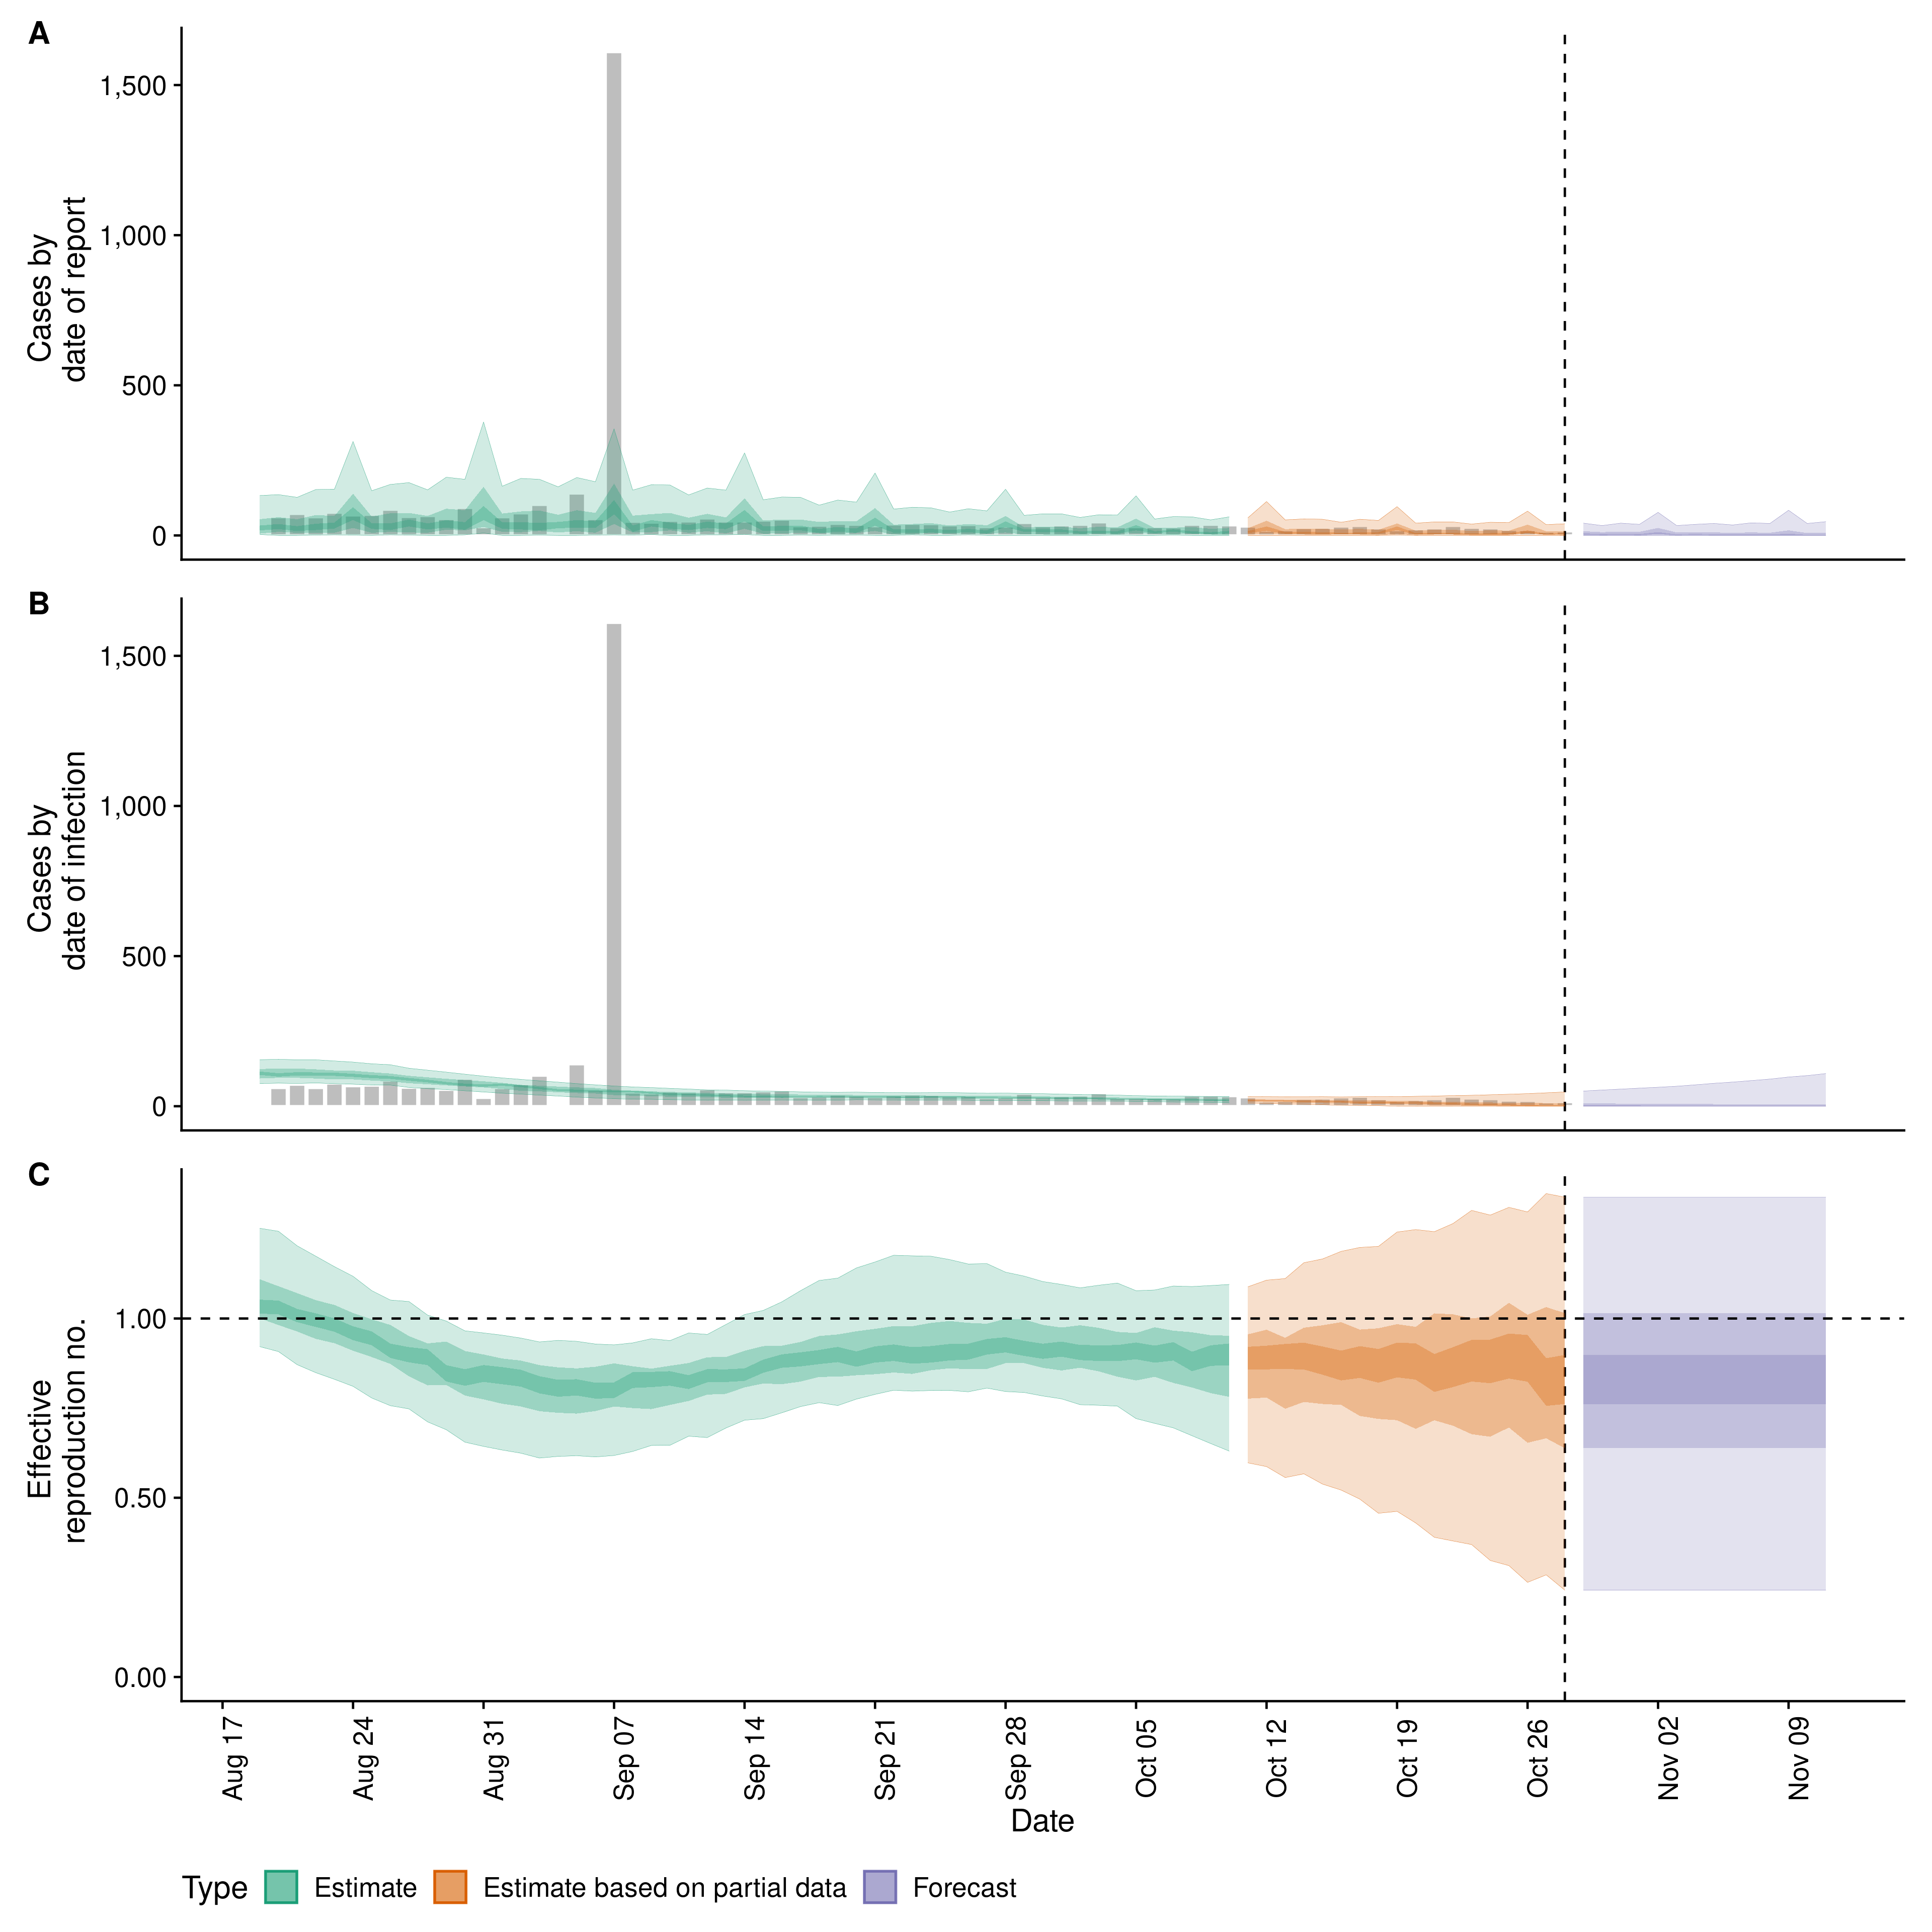 A
Cases by
date of report
1,500
1,000
500
0
B
Cases by
date of infection
1,500
1,000
500
0
C
Effective
reproduction no.
1.00
0.50
0.00
Aug 17
Aug 24
Aug 31
Sep 07
Sep 14
Sep 21
Sep 28
Oct 05
Oct 12
Oct 19
Oct 26
Nov 02
Nov 09
Date
Type Estimate Estimate based on partial data Forecast